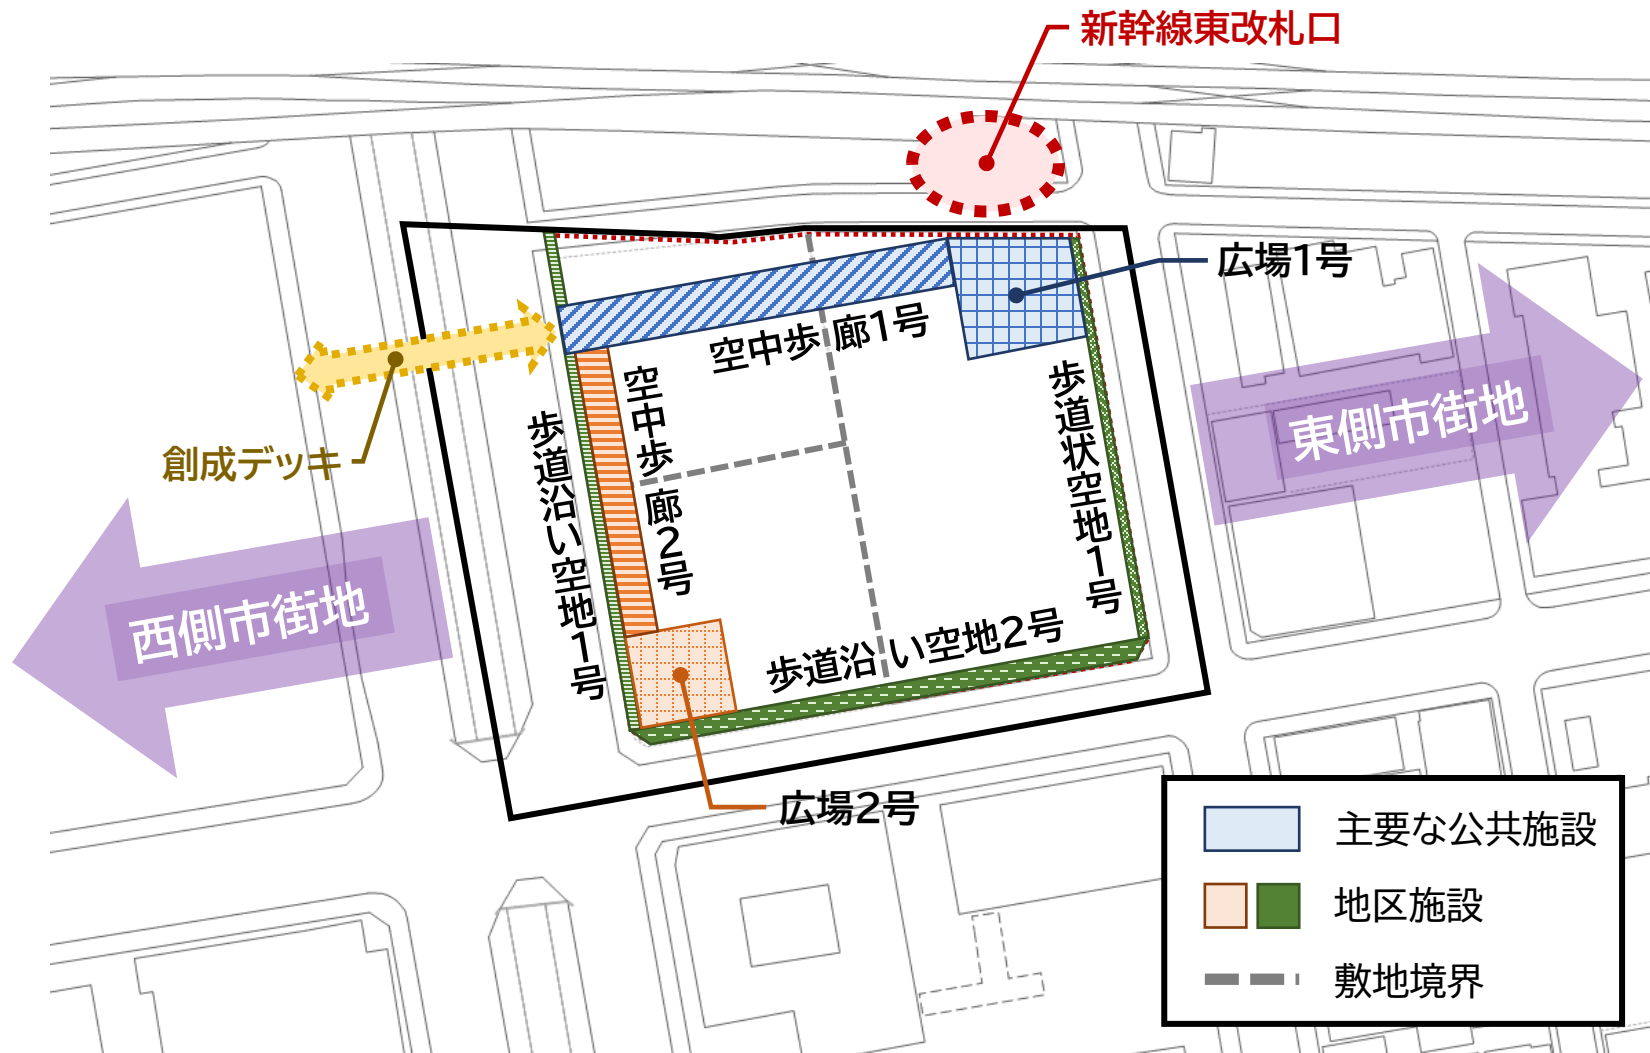 新幹線東改札口
広場1号
空中歩廊1号
空中歩廊2号
歩道状空地1号
東側市街地
創成デッキ
歩道沿い空地1号
西側市街地
歩道沿い空地2号
広場2号
主要な公共施設
地区施設
敷地境界